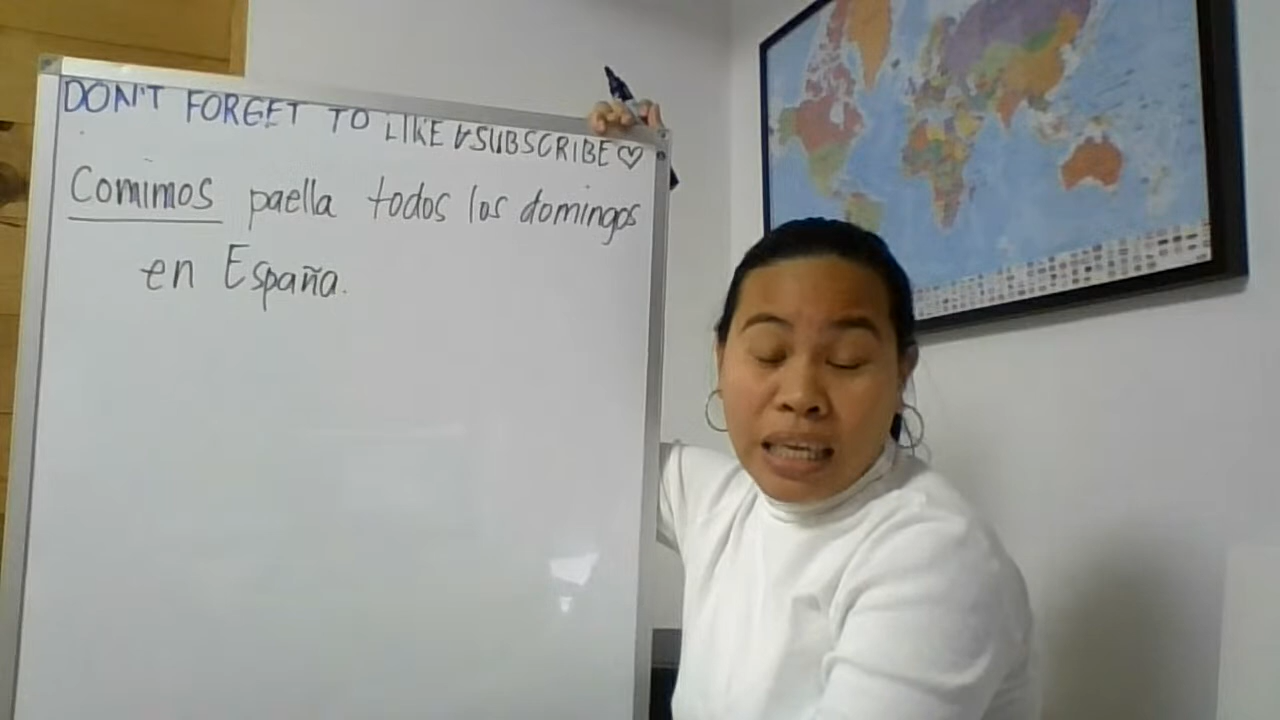 DON'T FORGET TO LIKE & SUBSCRIBE♡
Comimos paella todos los domingos
en España.